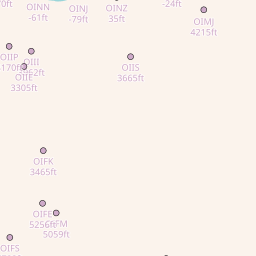 OINN
-61ft
OINJ
-79ft
OINZ
35ft
-24ft
OIMJ
4215ft
OIIP
OIII
OIIE
3305ft
OIIS
3665ft
OIFK
3465ft
OIFE
5256ft
5059ft
OIFS